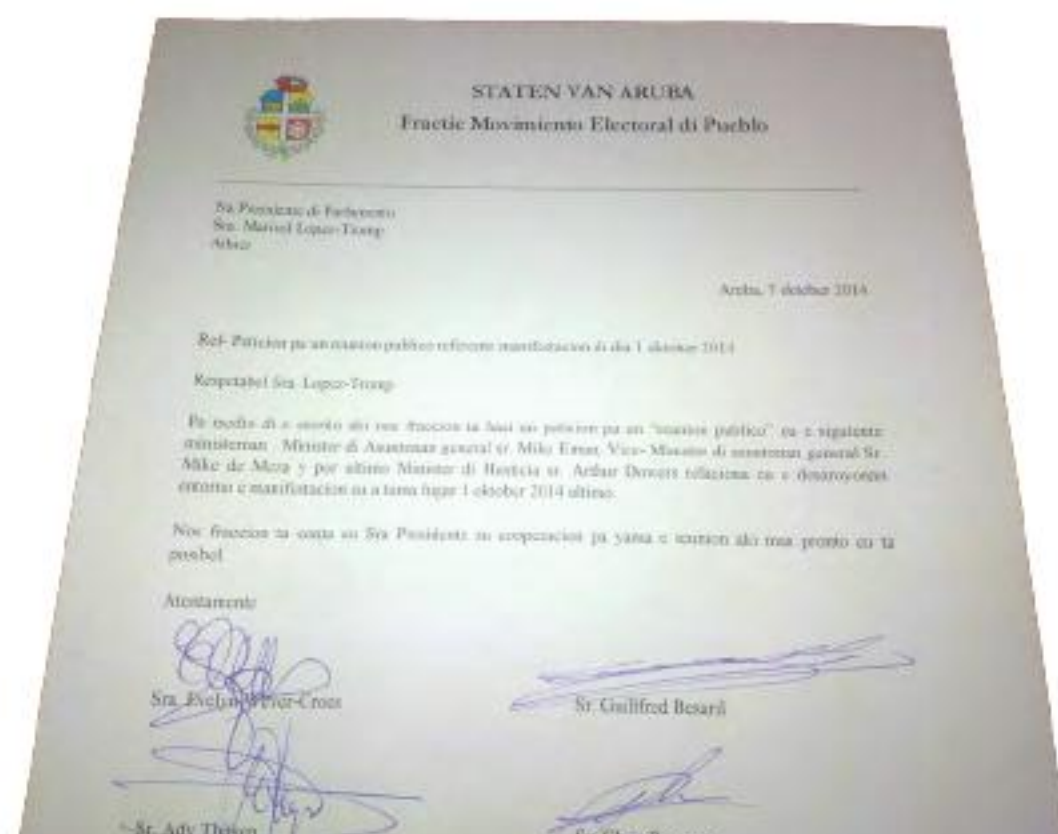 STATEN VAN ARUBA
Fractie Movimiento Electoral di Pueblo
Na Presidente di Parlamento
Sra. Marisol Lopez-Tromp
Aruba, 7 october 2014
Ref- Peticion pa un reunion publico referente manifestacion di dia 1 oktober 2014
Respetabel Sra. Lopez-Tromp
Pa medio di e escrito aki nos fraccion ta haci un peticion pa un "reunion publico" cu e siguiente
ministernan Minister di Asuntonan general sr. Mike Eman, Vice- Minister di asuntonan general Sr.
Mike de Meza y por ultimo Minister di Husticia sr. Arthur Dowers relaciona cu e desaroyonan
entorno e manifestacion cu a tuma lugar 1 oktober 2014 ultimo.
Nos fraccion ta conta cu Sra Presidente su cooperacion pa yama e reunion aki mas pronto cu ta
posibel
Atentamente
Sra. Evelyn Wever-Croes
Sr. Guillfred Besaril
Sr. Ady Thijsen